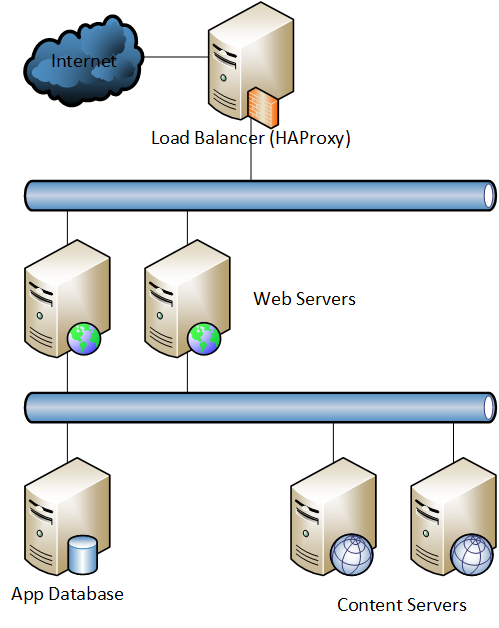 Internet
Load Balancer (HAProxy)
Web Servers
App Database
Content Servers